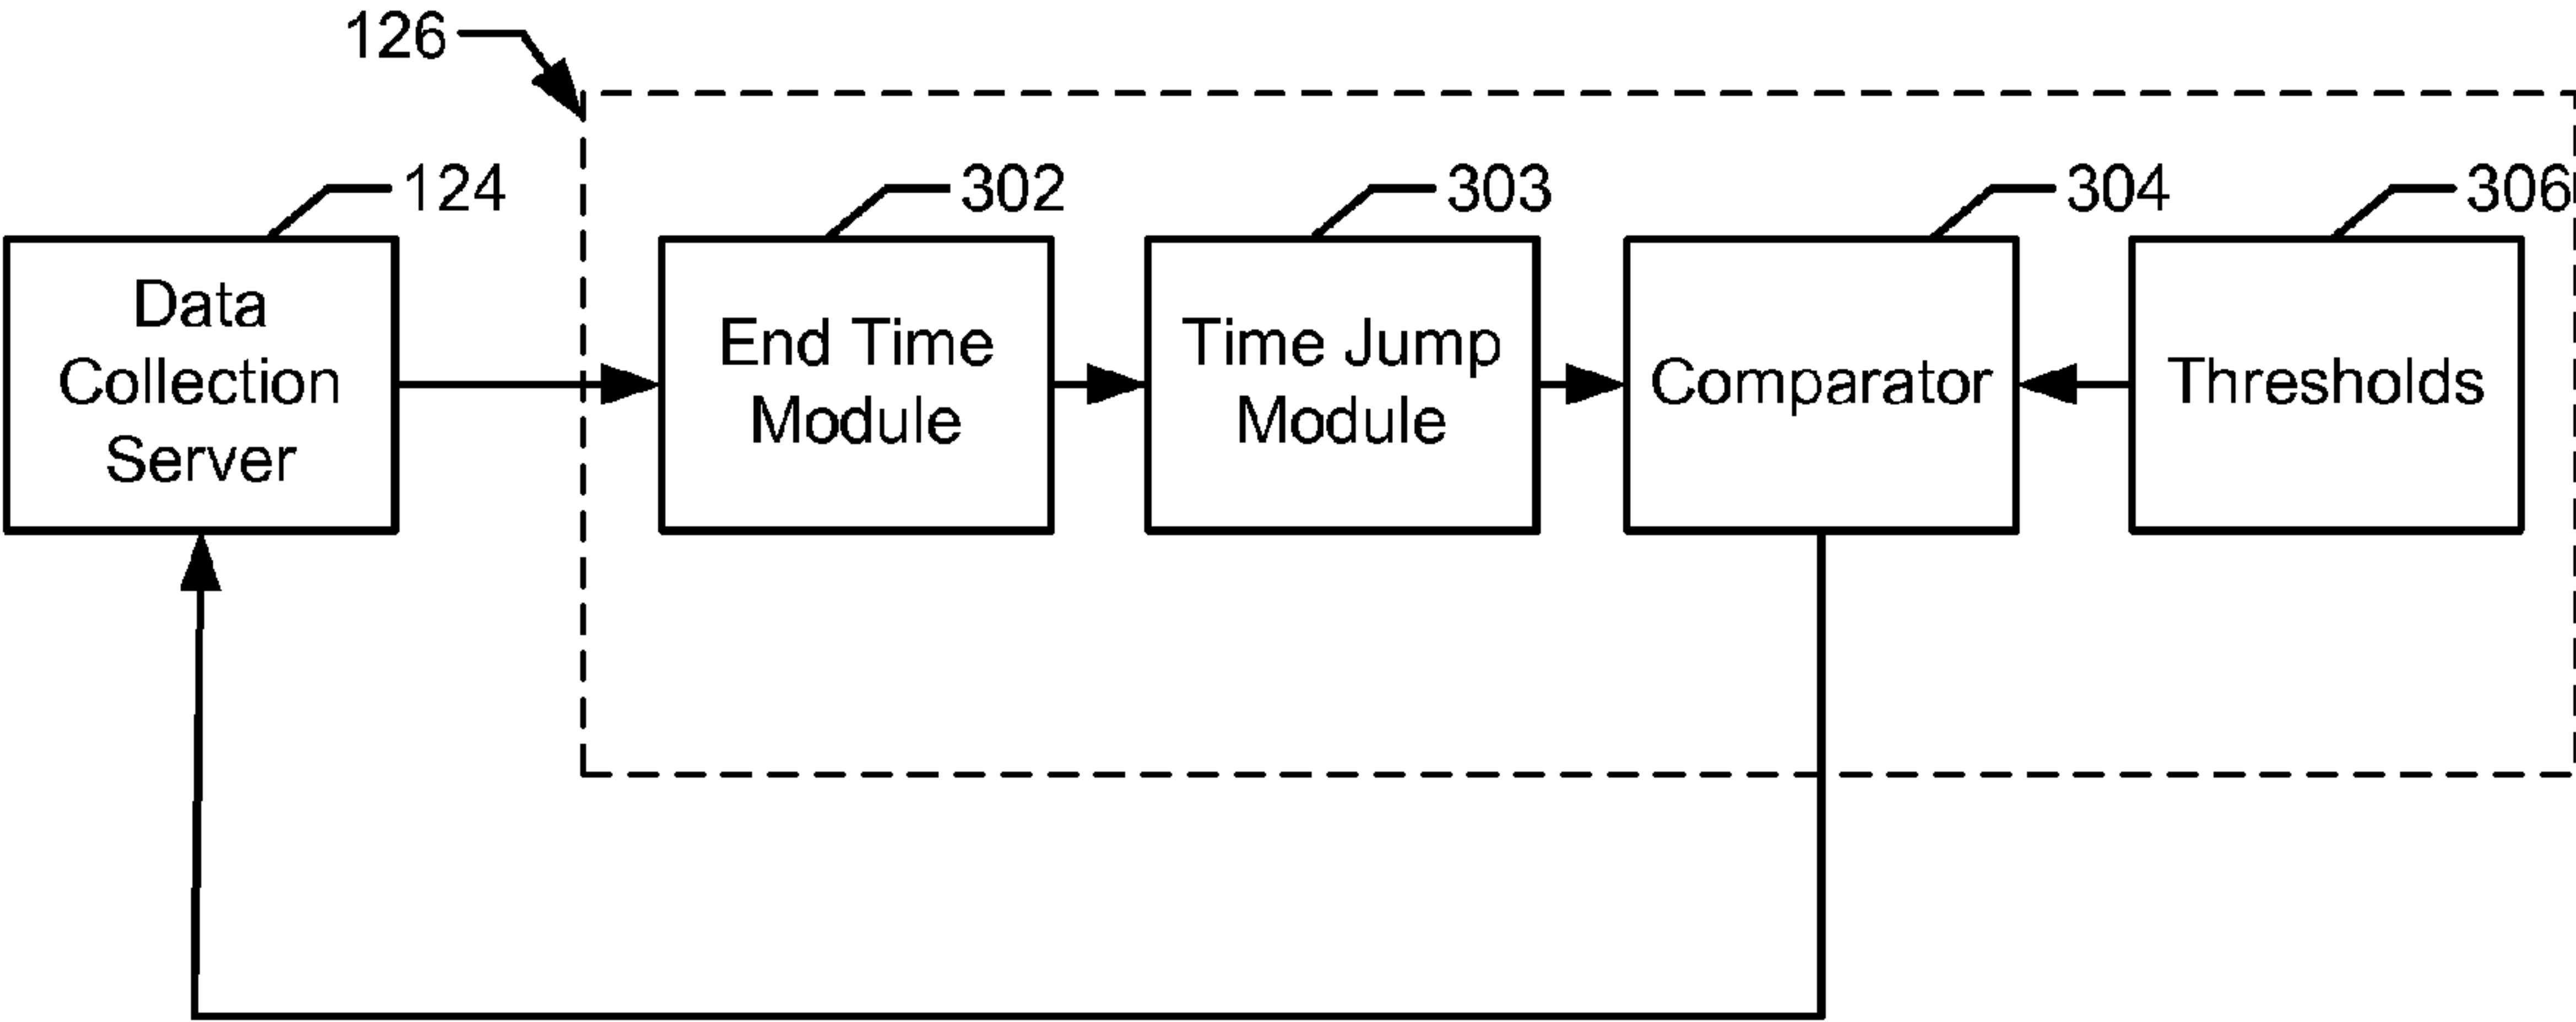 126
124
302
303
304
306
Data
Collection
Server
End Time
Module
Time Jump
Module
Comparator
Thresholds